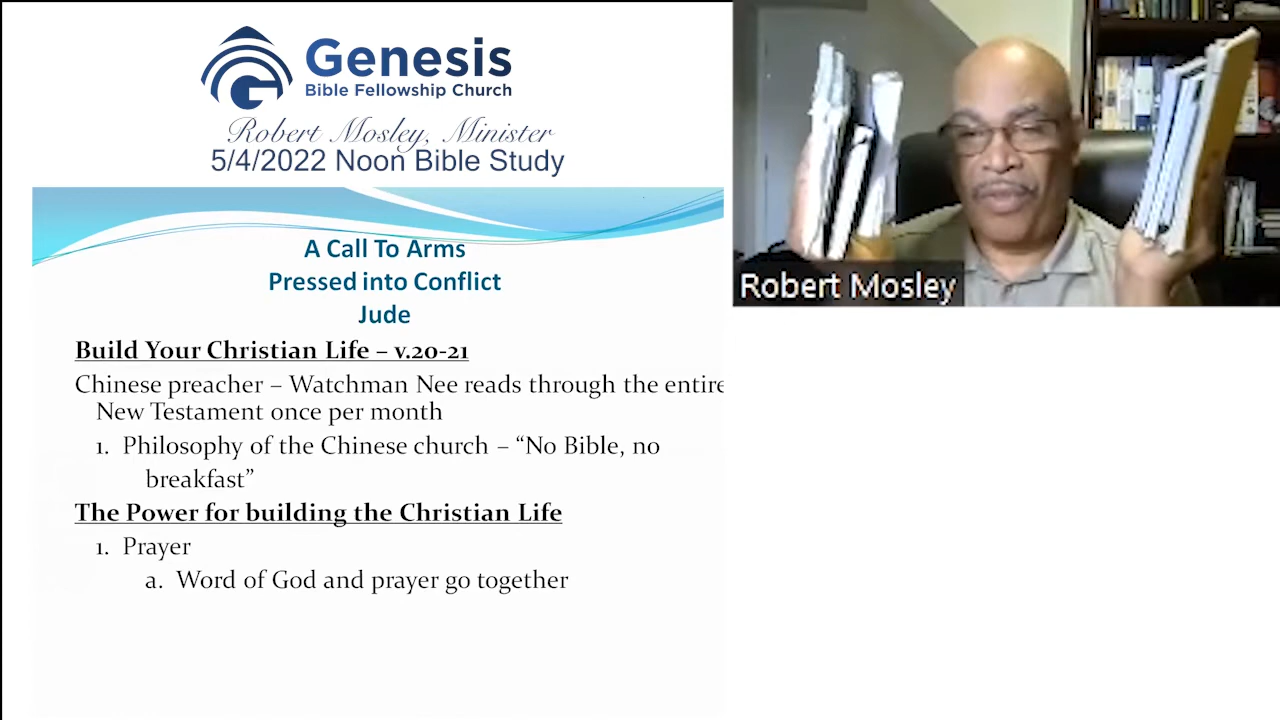 Genesis
Bible Fellowship Church
Robert Mosley, Minister
5/4/2022 Noon Bible Study
A Call To Arms
Pressed into Conflict
Jude
Build Your Christian Life – v.20-21
Chinese preacher – Watchman Nee reads through the entire
New Testament once per month
1. Philosophy of the Chinese church – “No Bible, no
breakfast”
The Power for building the Christian Life
1. Prayer
a. Word of God and prayer go together
Robert Mosley